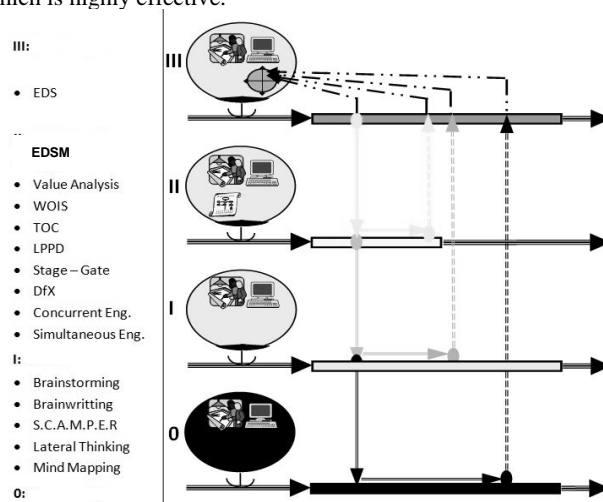 which is highly effective.
III:
• EDS
EDSM
• Value Analysis
• WOIS
• TOC
• LPPD
• Stage – Gate
• DfX
• Concurrent Eng.
• Simultaneous Eng.
I:
• Brainstorming
• Brainwritting
• S.C.A.M.P.E.R
• Lateral Thinking
• Mind Mapping
0:
III
II
I
0